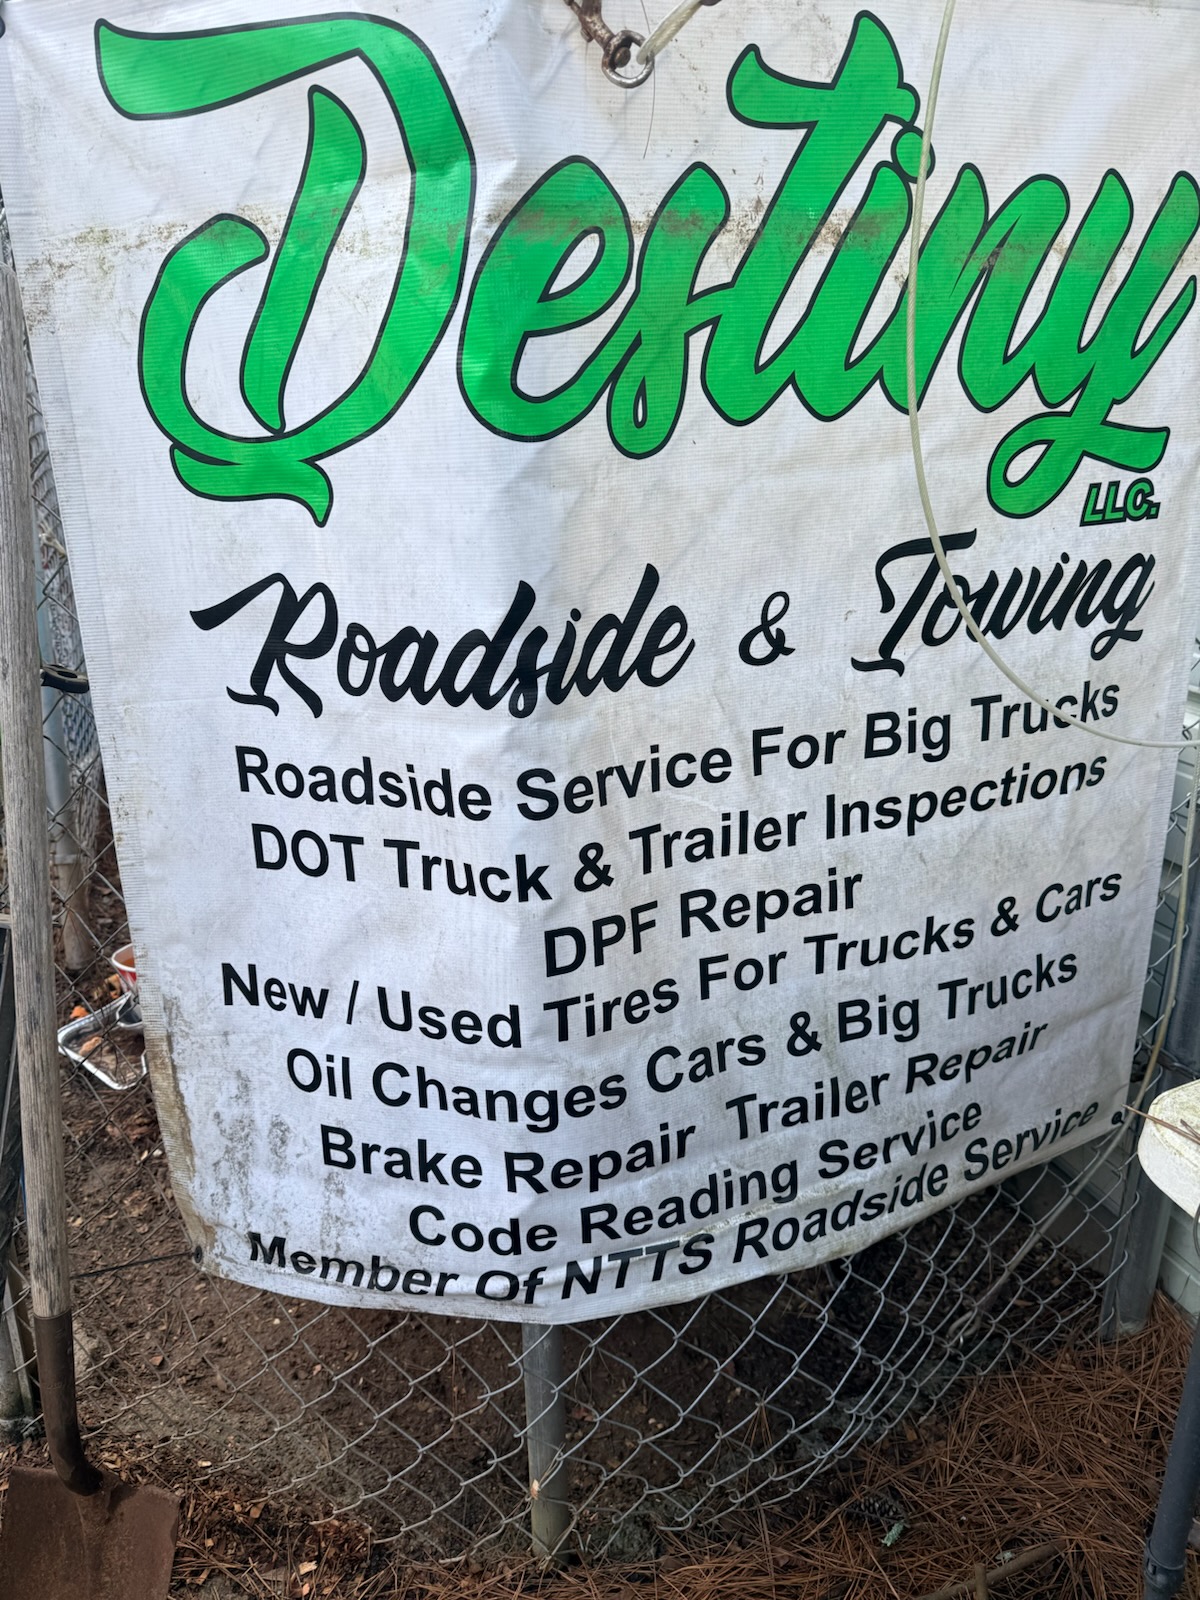 Destiny
LLC.
Roadside & Towing
Roadside Service For Big Trucks
DOT Truck & Trailer Inspections
DPF Repair
New / Used Tires For Trucks & Cars
Oil Changes Cars & Big Trucks
Brake Repair Trailer Repair
Code Reading Service
Member Of NTTS Roadside Service